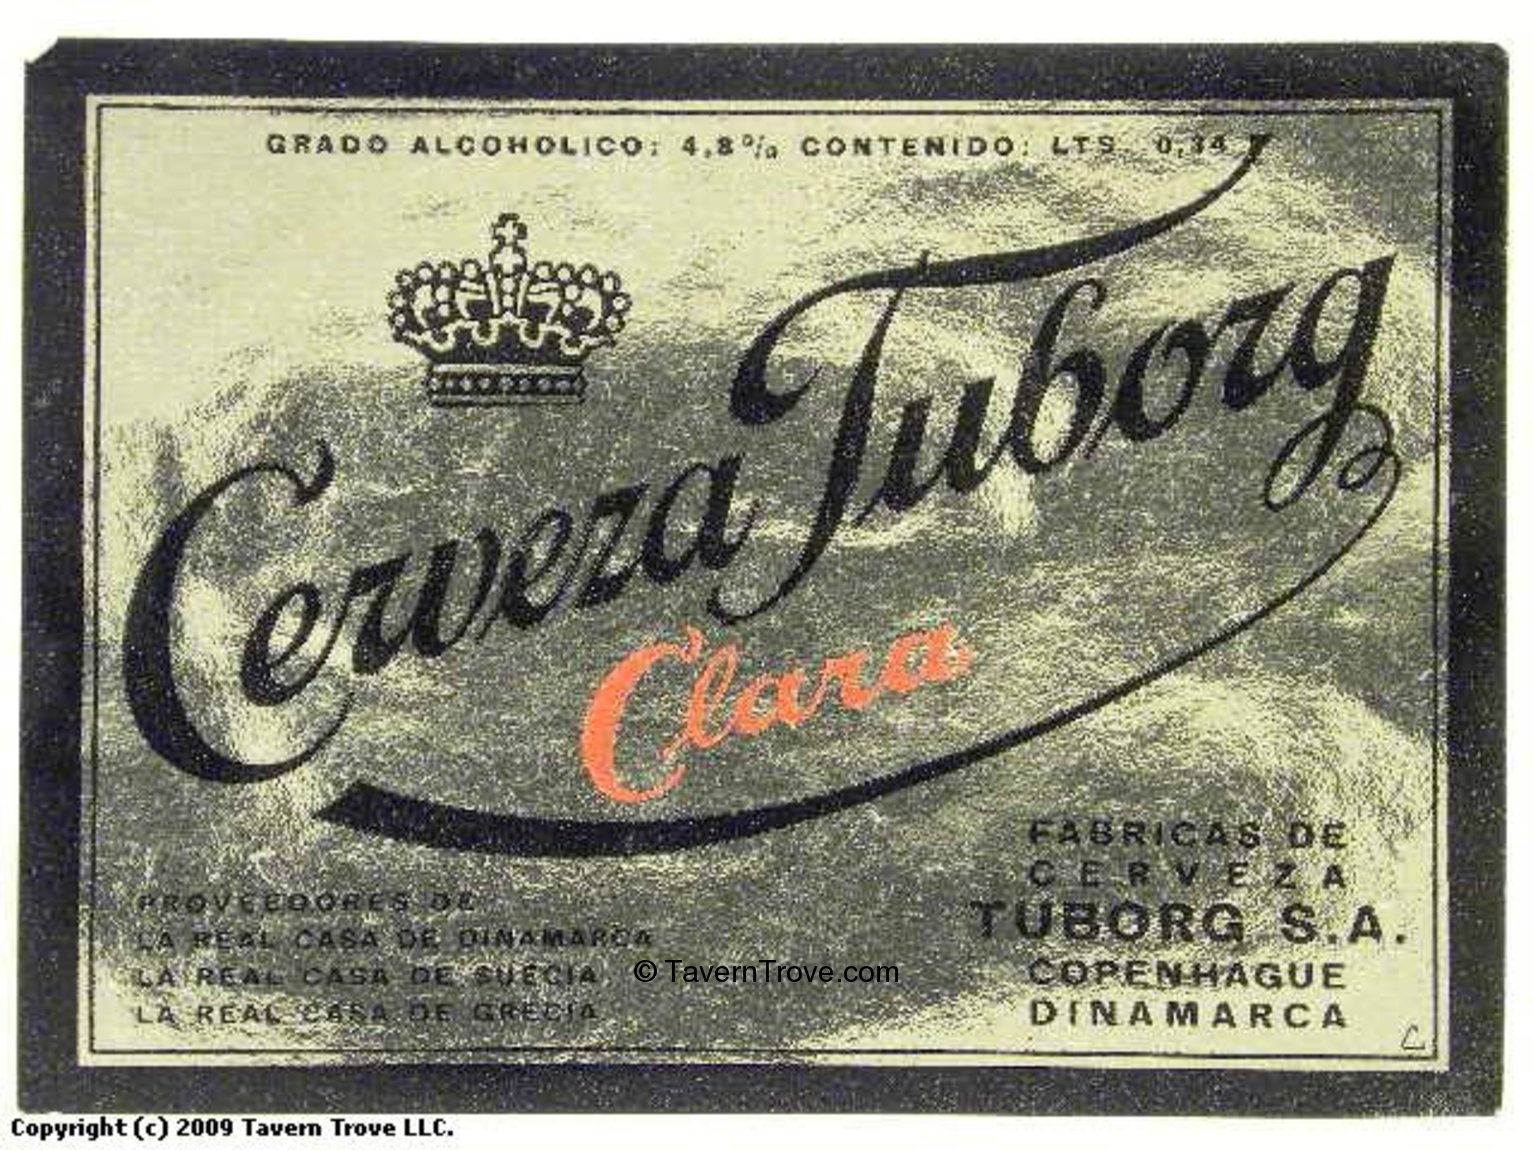 GRADO ALCOHOLICO: 4,8% CONTENIDO: LTS. 0,34
Cerveza Tuborg
Clara
FABRICAS DE
CERVEZA
TUBORG S.A.
COPENHAGUE
DINAMARCA
PROVEEDORES DE
LA REAL CASA DE DINAMARCA
LA REAL CASA DE SUECIA
LA REAL CASA DE GRECIA
© TavernTrove.com
C
Copyright (c) 2009 Tavern Trove LLC.